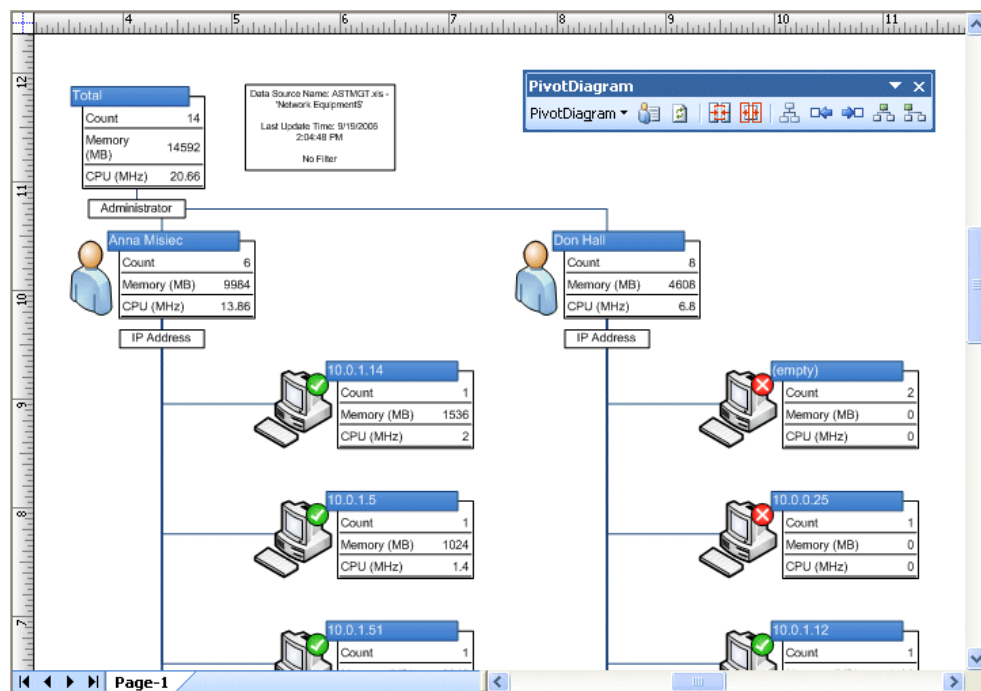 4 5 6 7 8 9 10 11
12
11
10
9
8
7
Total
Count 14
Memory
(MB) 14592
CPU (MHz) 20.66
Data Source Name: ASTMGT.xls -
'Network Equipment$'
Last Update Time: 9/19/2006
2:04:48 PM
No Filter
PivotDiagram
PivotDiagram
Administrator
Anna Misiec
Count 6
Memory (MB) 9984
CPU (MHz) 13.86
IP Address
Don Hall
Count 8
Memory (MB) 4608
CPU (MHz) 6.8
IP Address
10.0.1.14
Count 1
Memory (MB) 1536
CPU (MHz) 2
(empty)
Count 2
Memory (MB) 0
CPU (MHz) 0
10.0.1.5
Count 1
Memory (MB) 1024
CPU (MHz) 1.4
10.0.0.25
Count 1
Memory (MB) 0
CPU (MHz) 0
10.0.1.51
Count 1
10.0.1.12
Count 1
Page-1